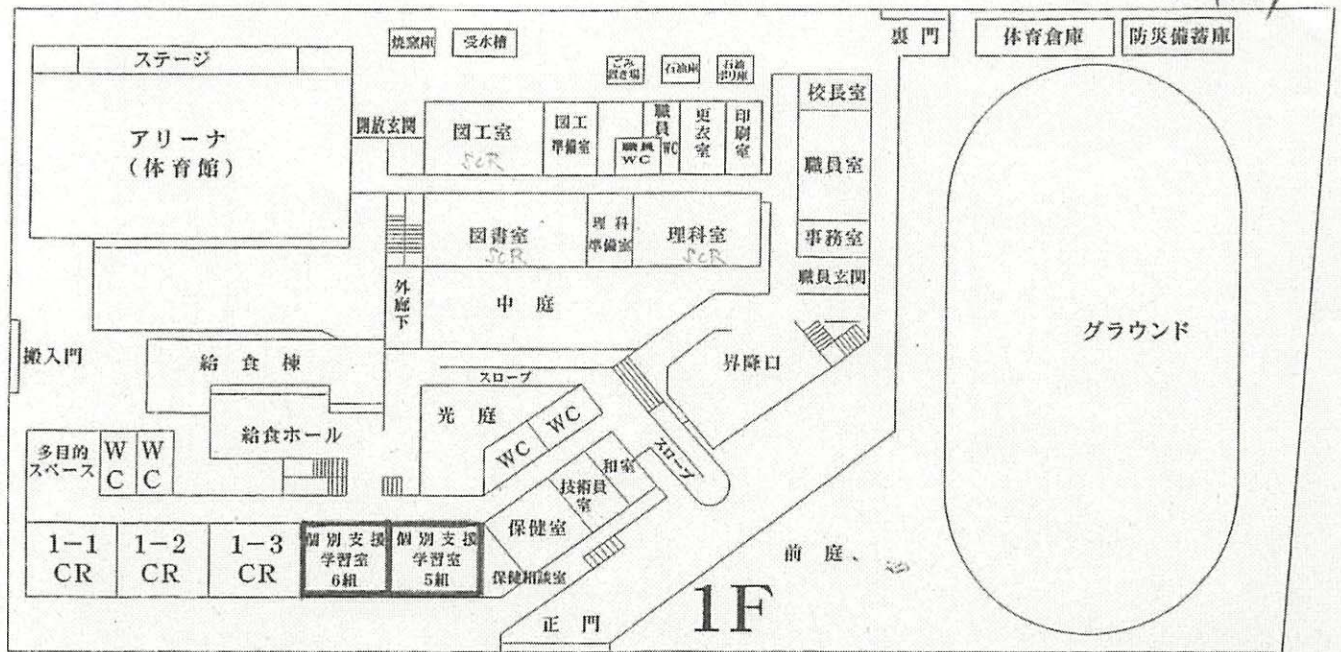 裏門
体育倉庫
防災備蓄庫
焼窯庫
受水槽
ステージ
ごみ
置き場
石油庫
石油
ポリ庫
校長室
アリーナ
(体育館)
開放玄関
図工室
SCR
図工
準備室
職員
WC
職員
WC
更衣室
印刷室
職員室
図書室
SCR
理科
準備室
理科室
SCR
事務室
職員玄関
外廊下
中庭
グラウンド
搬入門
給食棟
昇降口
スロープ
光庭
給食ホール
WC
WC
多目的
スペース
WC
WC
和室
スロープ
技術員
室
保健室
1-1
CR
1-2
CR
1-3
CR
個別支援
学習室
6組
個別支援
学習室
5組
保健相談室
前庭、
正門
1F